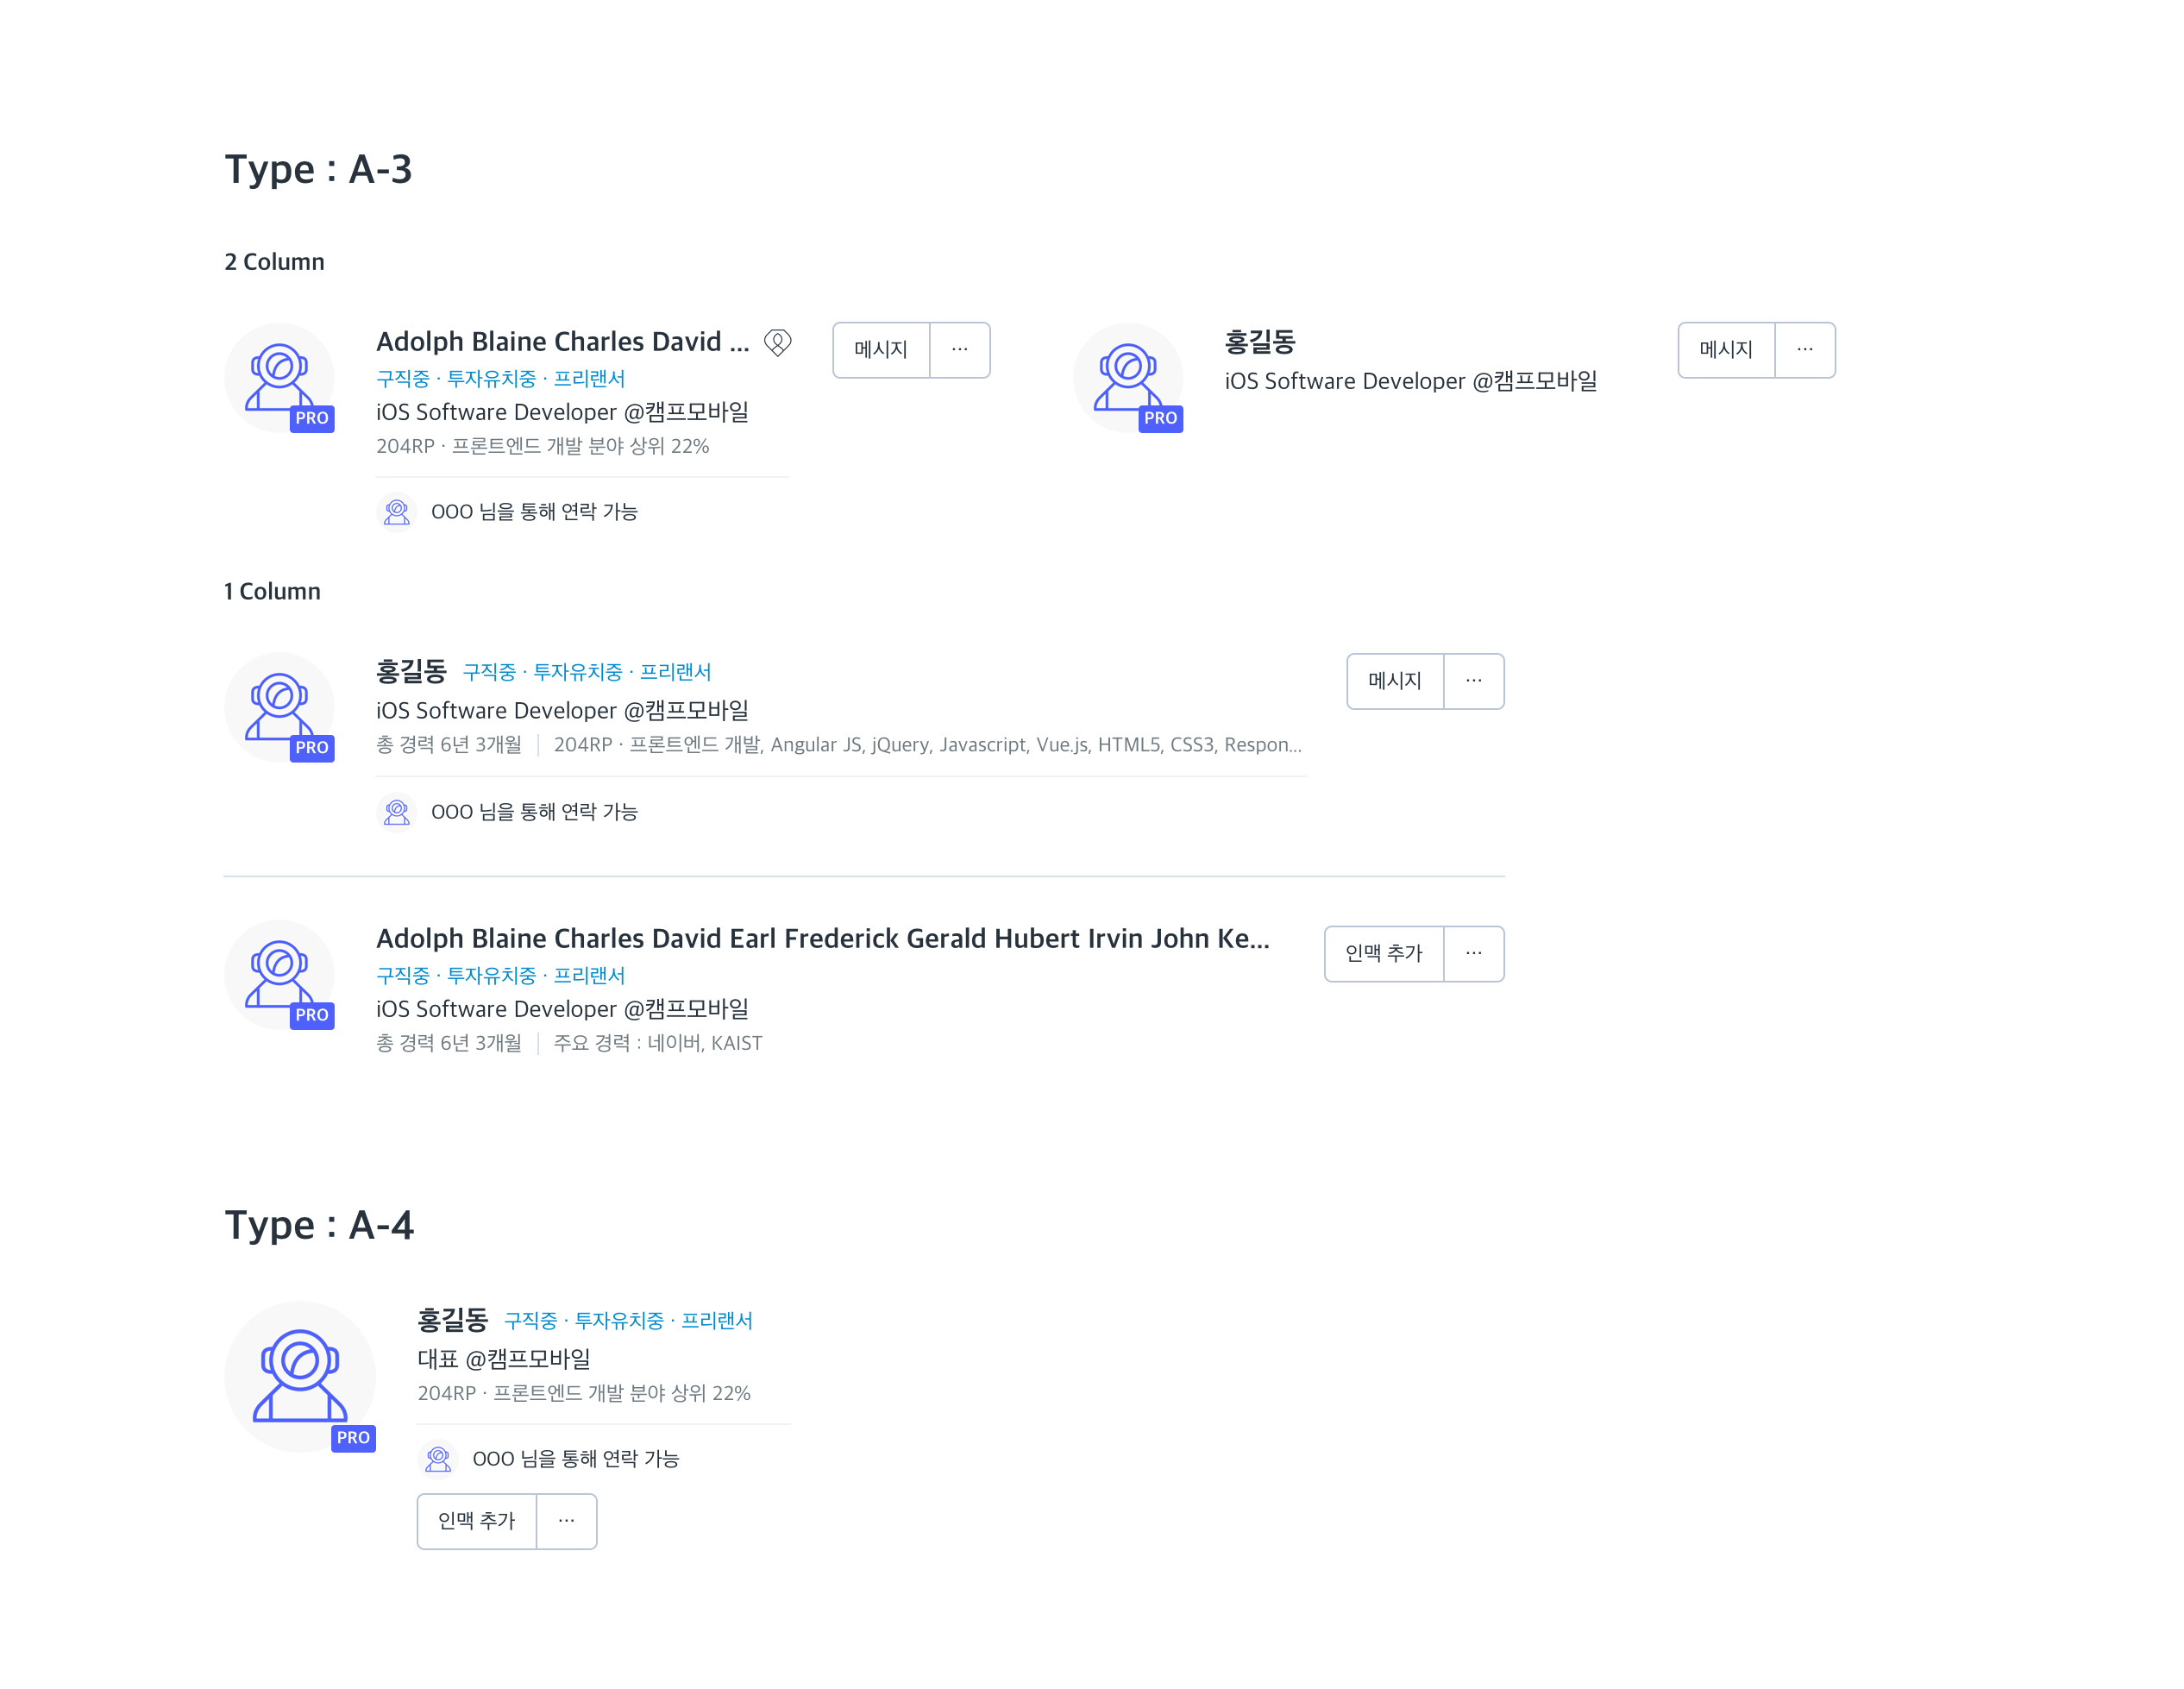 Type : A-3
2 Column
Adolph Blaine Charles David ...
구직중 · 투자유치중 · 프리랜서
iOS Software Developer @캠프모바일
204RP · 프론트엔드 개발 분야 상위 22%
PRO
OOO 님을 통해 연락 가능
메시지 ···
홍길동
iOS Software Developer @캠프모바일
PRO
메시지 ···
1 Column
홍길동 구직중 · 투자유치중 · 프리랜서
iOS Software Developer @캠프모바일
총 경력 6년 3개월 | 204RP · 프론트엔드 개발, Angular JS, jQuery, Javascript, Vue.js, HTML5, CSS3, Respon...
PRO
OOO 님을 통해 연락 가능
메시지 ···
Adolph Blaine Charles David Earl Frederick Gerald Hubert Irvin John Ke...
구직중 · 투자유치중 · 프리랜서
iOS Software Developer @캠프모바일
총 경력 6년 3개월 | 주요 경력 : 네이버, KAIST
PRO
인맥 추가 ···
Type : A-4
홍길동 구직중 · 투자유치중 · 프리랜서
대표 @캠프모바일
204RP · 프론트엔드 개발 분야 상위 22%
PRO
OOO 님을 통해 연락 가능
인맥 추가 ···